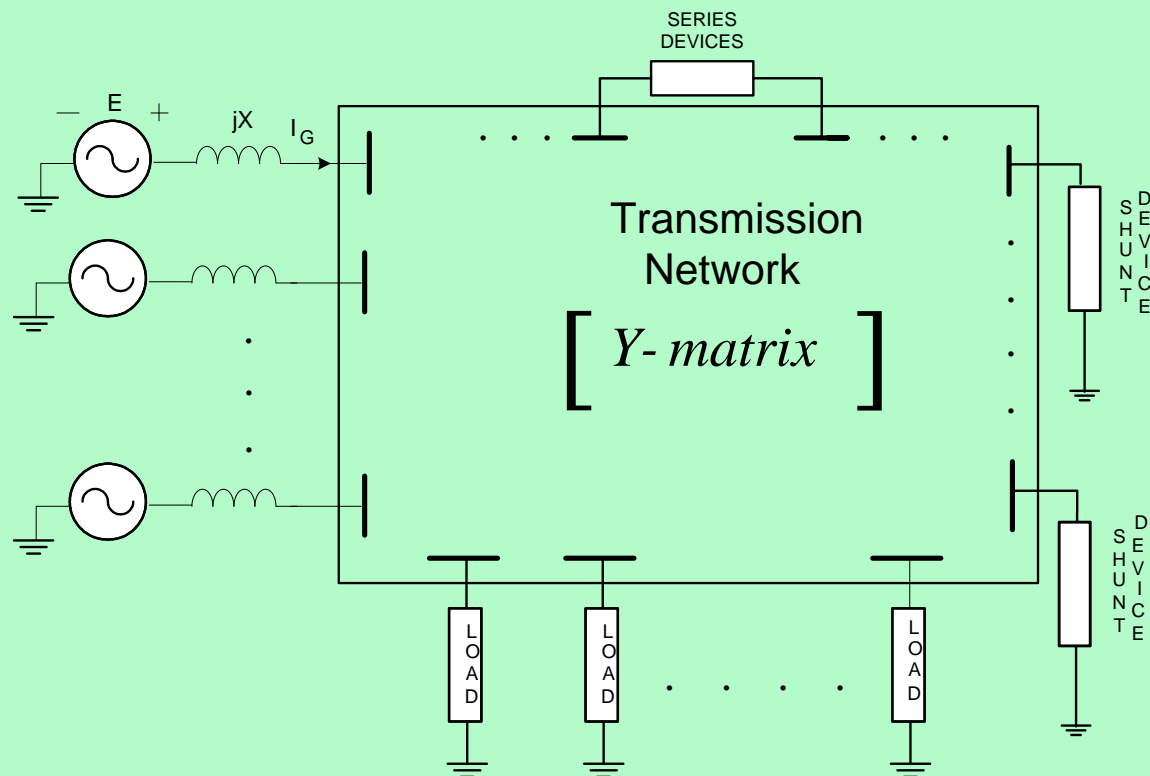 SERIES
DEVICES
− E +
jX
I G
Transmission
Network
[ Y- matrix ]
SHUNT
DEVICE
SHUNT
DEVICE
LOAD
LOAD
LOAD